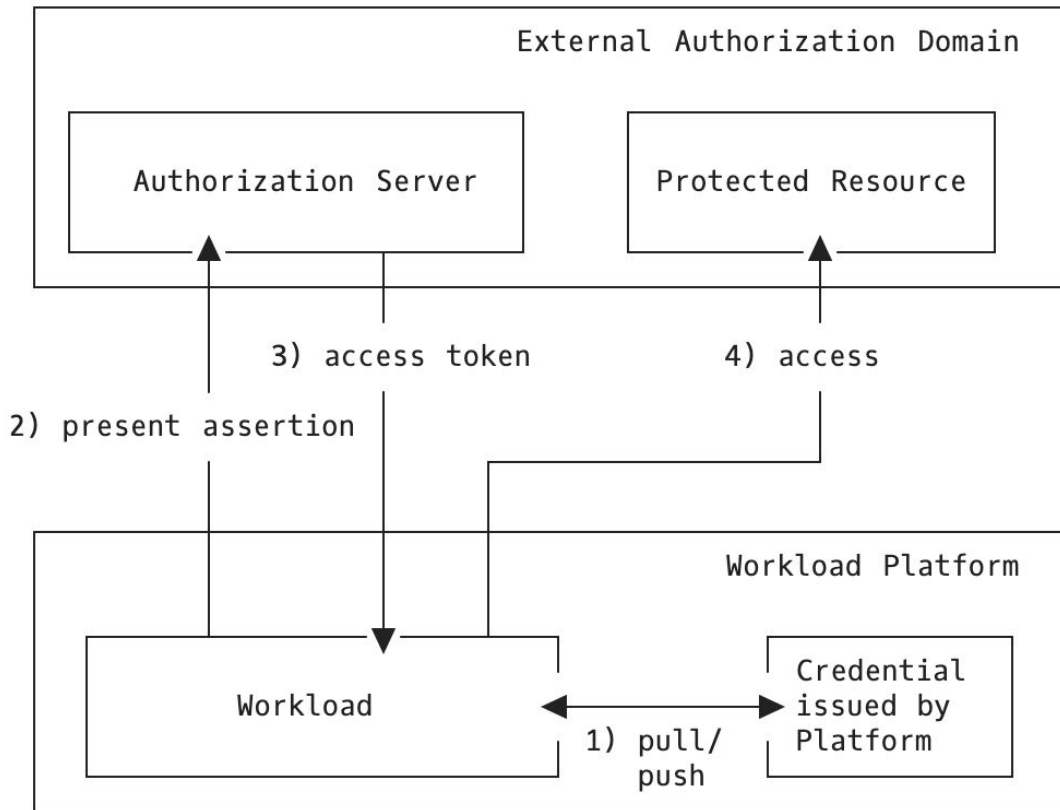 External Authorization Domain
Authorization Server
Protected Resource
3) access token
4) access
2) present assertion
Workload Platform
Workload
Credential
issued by
Platform
1) pull/
push